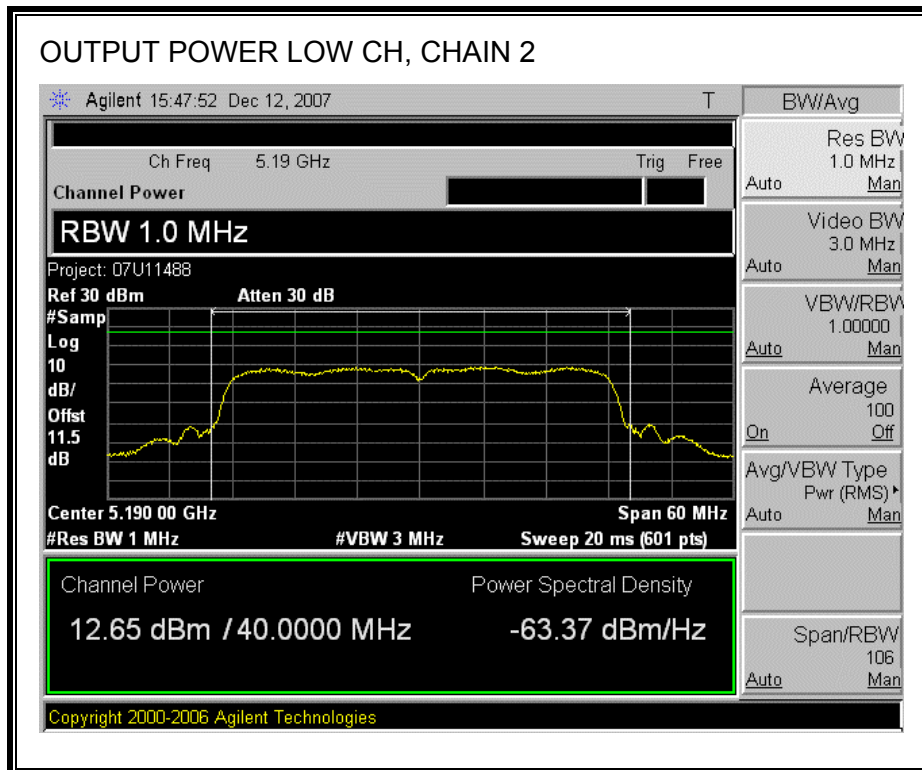 OUTPUT POWER LOW CH, CHAIN 2
Agilent 15:47:52 Dec 12, 2007 T
BW/Avg
Ch Freq 5.19 GHz Trig Free
Channel Power
RBW 1.0 MHz
Project: 07U11488
Ref 30 dBm Atten 30 dB
#Samp
Log
10
dB/
Offst
11.5
dB
Center 5.190 00 GHz Span 60 MHz
#Res BW 1 MHz #VBW 3 MHz Sweep 20 ms (601 pts)
Channel Power Power Spectral Density
12.65 dBm / 40.0000 MHz -63.37 dBm/Hz
Res BW
1.0 MHz
Auto Man
Video BW
3.0 MHz
Auto Man
VBW/RBW
1.00000
Auto Man
Average
100
On Off
Avg/VBW Type
Pwr (RMS)
Auto Man
Span/RBW
106
Auto Man
Copyright 2000-2006 Agilent Technologies